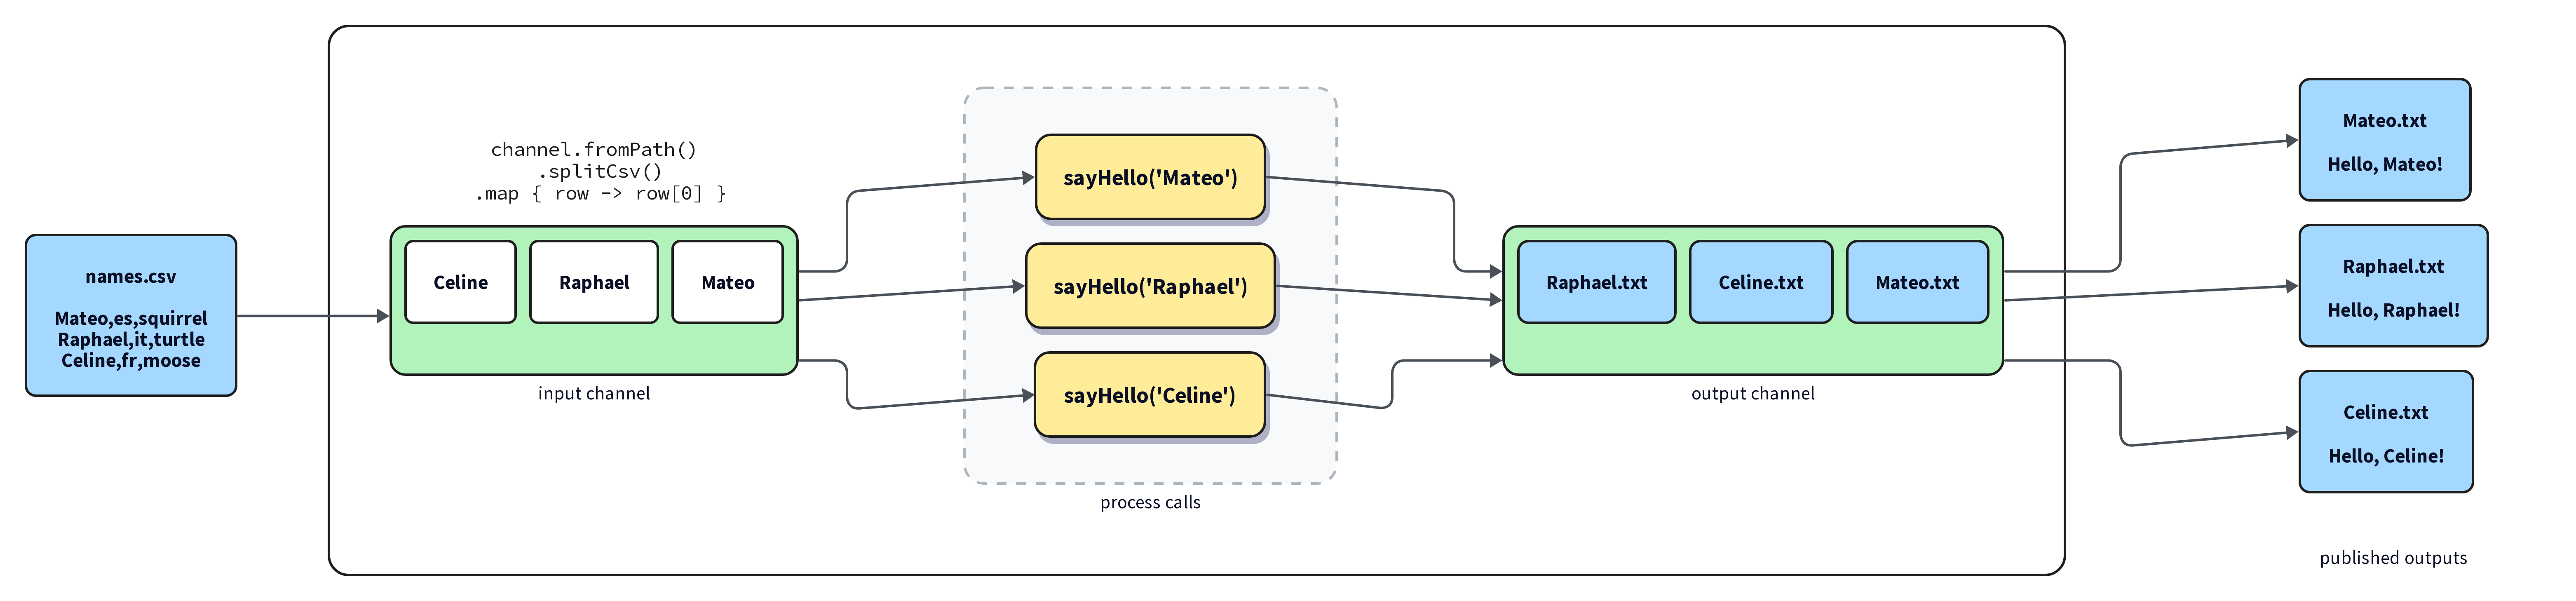 names.csv
Mateo,es,squirrel
Raphael,it,turtle
Celine,fr,moose
channel.fromPath()
.splitCsv()
.map { row -> row[0] }
Celine
Raphael
Mateo
input channel
sayHello('Mateo')
sayHello('Raphael')
sayHello('Celine')
process calls
Raphael.txt
Celine.txt
Mateo.txt
output channel
Mateo.txt
Hello, Mateo!
Raphael.txt
Hello, Raphael!
Celine.txt
Hello, Celine!
published outputs